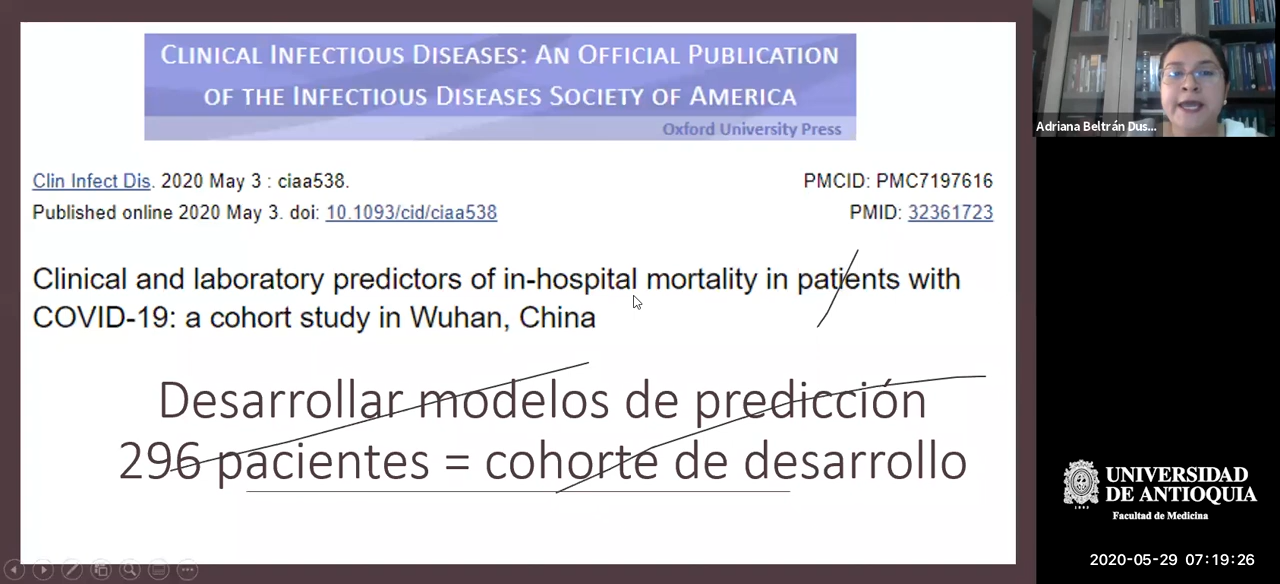 CLINICAL INFECTIOUS DISEASES: AN OFFICIAL PUBLICATION
OF THE INFECTIOUS DISEASES SOCIETY OF AMERICA
Oxford University Press
Clin Infect Dis. 2020 May 3 : ciaa538.
PMCID: PMC7197616
Published online 2020 May 3. doi: 10.1093/cid/ciaa538
PMID: 32361723
Clinical and laboratory predictors of in-hospital mortality in patients with
COVID-19: a cohort study in Wuhan, China
Desarrollar modelos de predicción
296 pacientes = cohorte de desarrollo
Adriana Beltrán Dus...
UNIVERSIDAD
DE ANTIOQUIA
1803
Facultad de Medicina
2020-05-29 07:19:26